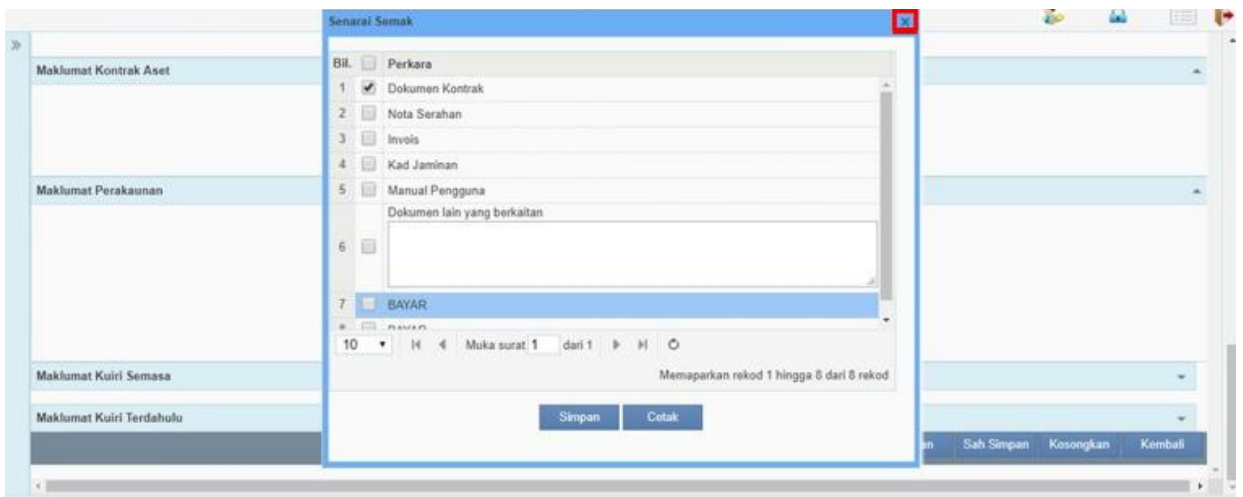 Senarai Semak
Bil. Perkara
1 Dokumen Kontrak
2 Nota Serahan
3 Invois
4 Kad Jaminan
5 Manual Pengguna
Dokumen lain yang berkaitan
6
7 BAYAR
10 Muka surat 1 dari 1
Memaparkan rekod 1 hingga 8 dari 8 rekod
Simpan Cetak
Maklumat Kontrak Aset
Maklumat Perakaunan
Maklumat Kuiri Semasa
Maklumat Kuiri Terdahulu
Sah Simpan Kosongkan Kembali